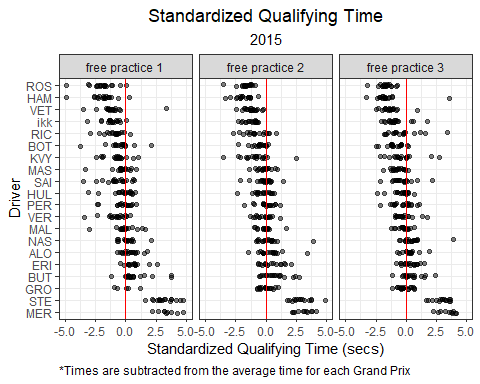 Standardized Qualifying Time
2015
free practice 1 free practice 2 free practice 3
ROS
HAM
VET
ikk
RIC
BOT
KVY
MAS
SAI
HUL
PER
VER
MAL
NAS
ALO
ERI
BUT
GRO
STE
MER
Driver
-5.0 -2.5 0.0 2.5 5.0 -5.0 -2.5 0.0 2.5 5.0 -5.0 -2.5 0.0 2.5 5.0
Standardized Qualifying Time (secs)
*Times are subtracted from the average time for each Grand Prix